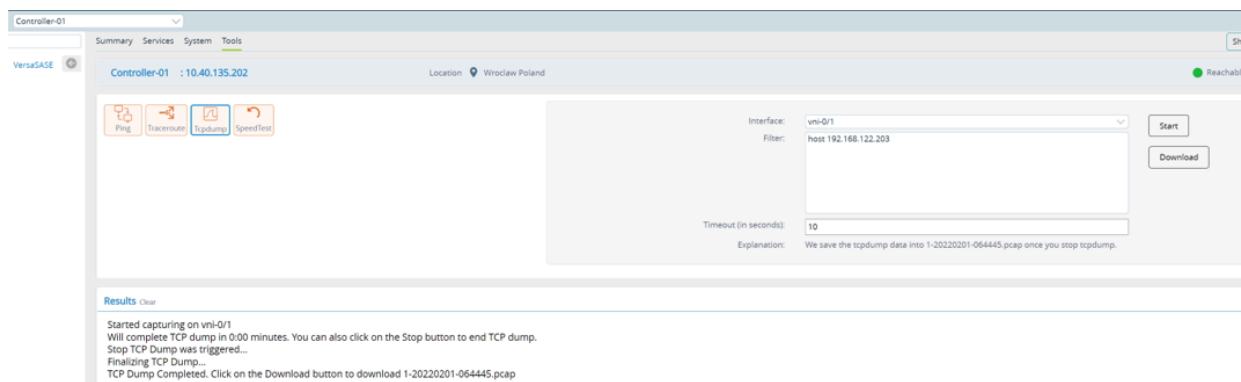 Controller-01
Summary Services System Tools
Sh
VersaSASE
Controller-01 : 10.40.135.202
Location Wroclaw Poland
Reachabl
Ping Traceroute Tcpdump SpeedTest
Interface: vni-0/1
Start
Filter: host 192.168.122.203
Download
Timeout (in seconds): 10
Explanation: We save the tcpdump data into 1-20220201-064445.pcap once you stop tcpdump.
Results Clear
Started capturing on vni-0/1
Will complete TCP dump in 0:00 minutes. You can also click on the Stop button to end TCP dump.
Stop TCP Dump was triggered...
Finalizing TCP Dump...
TCP Dump Completed. Click on the Download button to download 1-20220201-064445.pcap